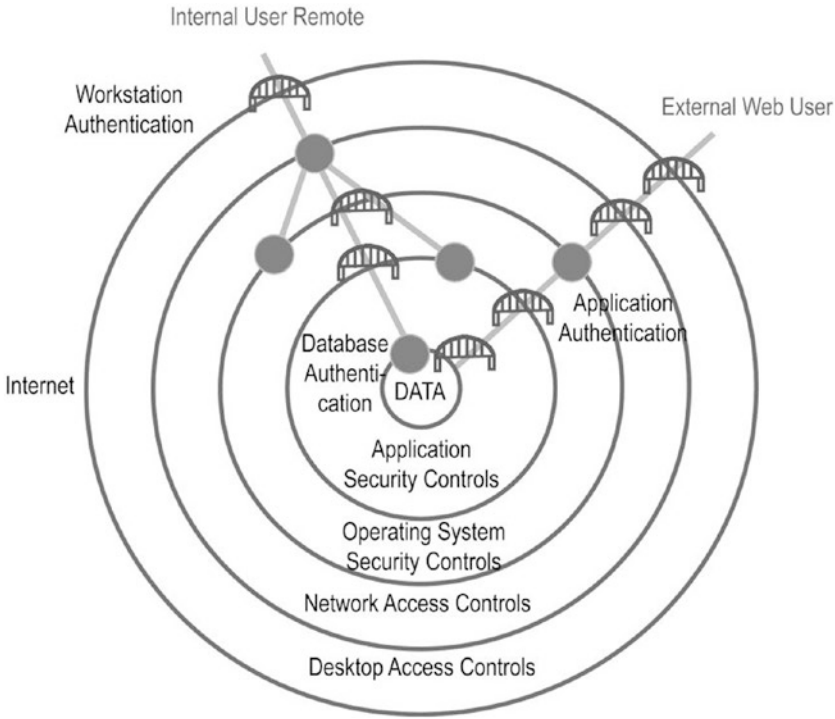 Internal User Remote
Workstation
Authentication
External Web User
Application
Authentication
Database
Authenti-
cation
DATA
Internet
Application
Security Controls
Operating System
Security Controls
Network Access Controls
Desktop Access Controls